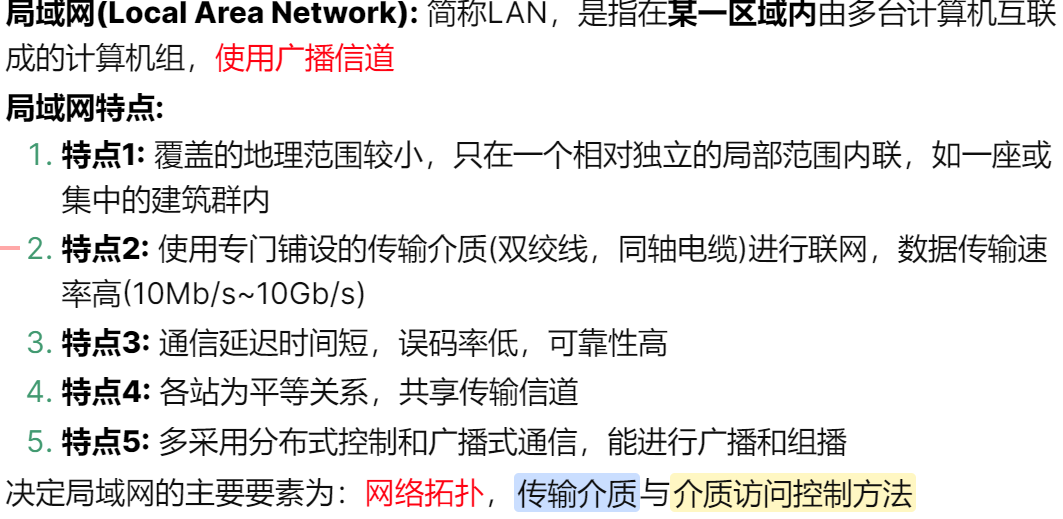 局域网(Local Area Network): 简称LAN，是指在某一区域内由多台计算机互联
成的计算机组，使用广播信道
局域网特点:
1. 特点1: 覆盖的地理范围较小，只在一个相对独立的局部范围内联，如一座或
集中的建筑群内
2. 特点2: 使用专门铺设的传输介质(双绞线，同轴电缆)进行联网，数据传输速
率高(10Mb/s~10Gb/s)
3. 特点3: 通信延迟时间短，误码率低，可靠性高
4. 特点4: 各站为平等关系，共享传输信道
5. 特点5: 多采用分布式控制和广播式通信，能进行广播和组播
决定局域网的主要要素为：网络拓扑，传输介质与介质访问控制方法